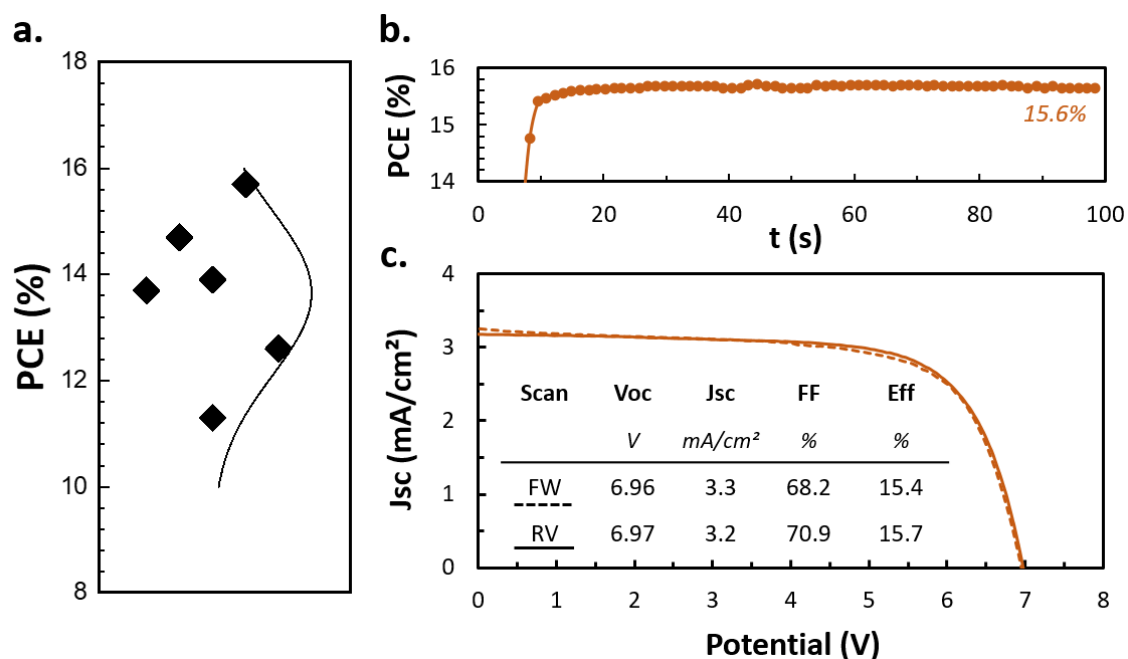 a.
18
16
14
12
10
8
PCE (%)
b.
16
15
14
PCE (%)
15.6%
0 20 40 60 80 100
t (s)
c.
4
3
2
1
0
Jsc (mA/cm²)
Scan Voc Jsc FF Eff
V mA/cm² % %
FW 6.96 3.3 68.2 15.4
RV 6.97 3.2 70.9 15.7
0 1 2 3 4 5 6 7 8
Potential (V)